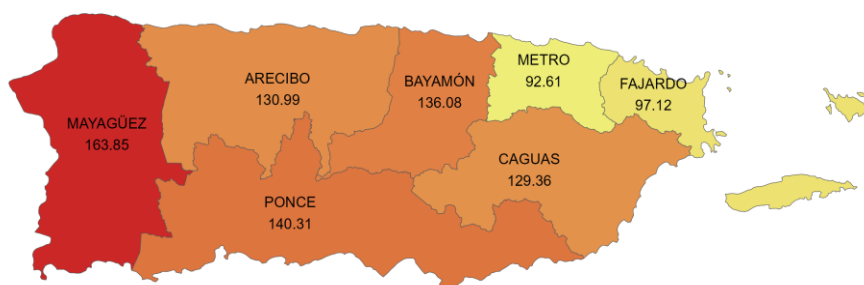 METRO
92.61
ARECIBO
130.99
BAYAMÓN
136.08
FAJARDO
97.12
MAYAGÜEZ
163.85
CAGUAS
129.36
PONCE
140.31